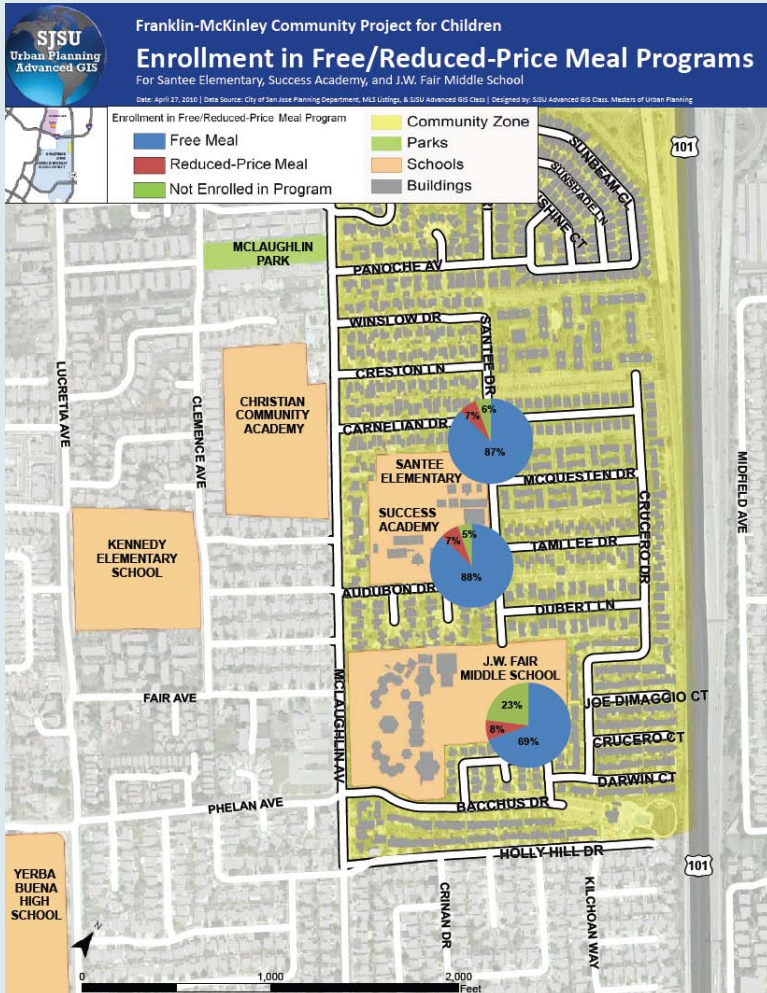 SJSU
Urban Planning
Advanced GIS
Franklin-McKinley Community Project for Children
Enrollment in Free/Reduced-Price Meal Programs
For Santee Elementary, Success Academy, and J.W. Fair Middle School
Date: April 27, 2010 | Data Source: City of San Jose Planning Department, MLS Listings, & SJSU Advanced GIS Class | Designed by: SJSU Advanced GIS Class. Masters of Urban Planning
Enrollment in Free/Reduced-Price Meal Program
Free Meal
Reduced-Price Meal
Not Enrolled in Program
Community Zone
Parks
Schools
Buildings
101
SUNBEAM CL
SUNSHADE LN
SHINE CT
MCLAUGHLIN
PARK
PANOCHE AV
WINSLOW DR
SANTEE DR
CRESTON LN
LUCRETIA AVE
CLEMENCE AVE
CHRISTIAN
COMMUNITY
ACADEMY
CARNELIAN DR
7%
6%
87%
MIDFIELD AVE
SANTEE
ELEMENTARY
MCQUESTEN DR
CRUCERO DR
SUCCESS
ACADEMY
7%
5%
88%
TAMI LEE DR
KENNEDY
ELEMENTARY
SCHOOL
AUDUBON DR
DUBERT LN
MCLAUGHLIN AV
J.W. FAIR
MIDDLE SCHOOL
23%
8%
69%
FAIR AVE
JOE DIMAGGIO CT
CRUCERO CT
DARWIN CT
PHELAN AVE
BACCHUS DR
HOLLY HILL DR
101
YERBA
BUENA
HIGH
SCHOOL
CRINAN DR
KILCHOAN WAY
N
0
1,000
2,000
Feet